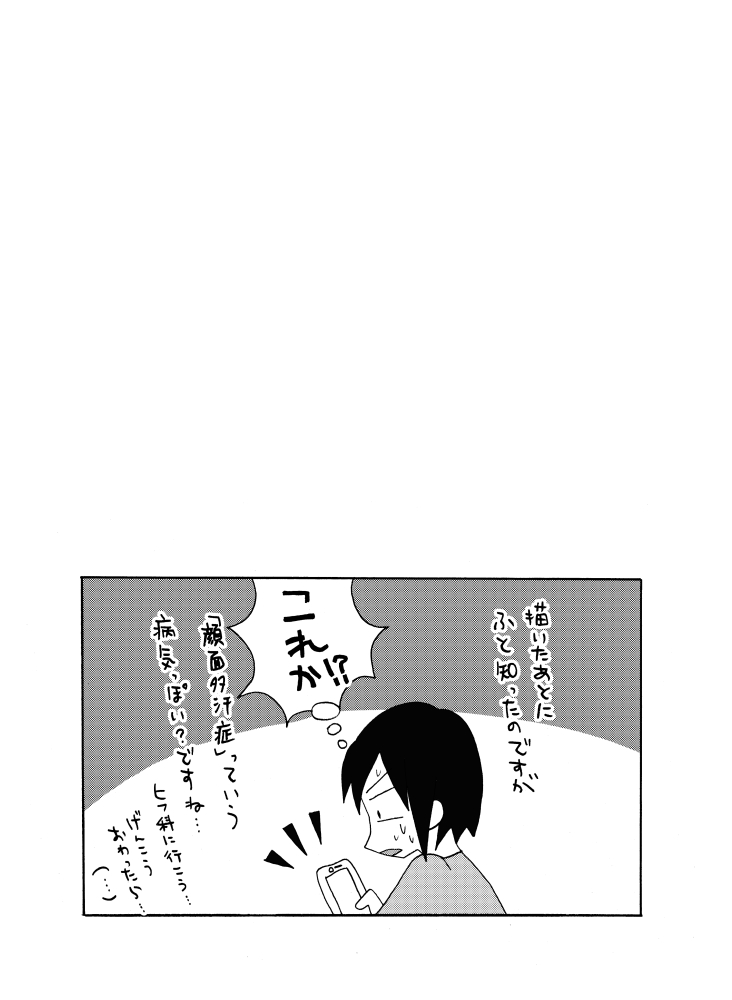 描いたあとに
ふと知ったのですが
これ
か!?
「顔面多汗症」っていう
病気っぽい?ですね…
ヒフ科に行こう…
げんこう
おわったら…
(…)